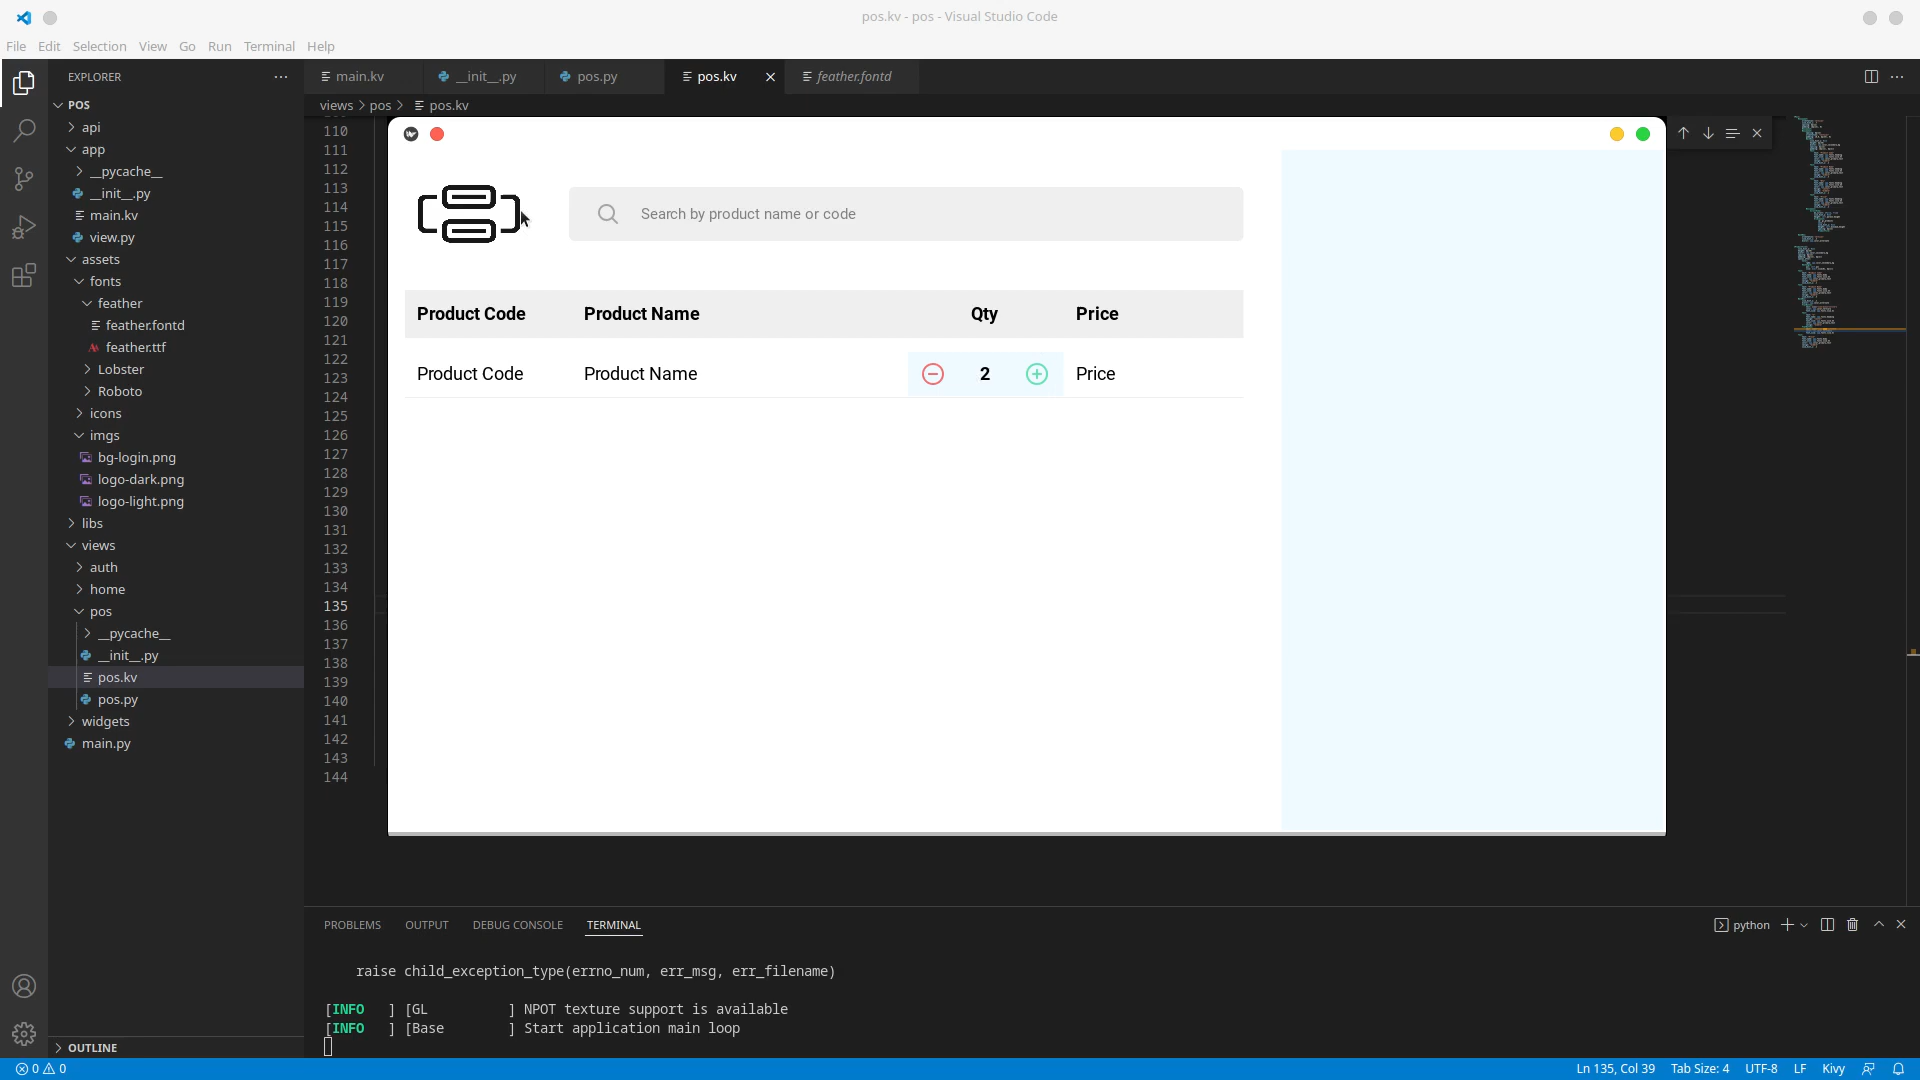 pos.kv - pos - Visual Studio Code
File Edit Selection View Go Run Terminal Help
EXPLORER
POS
api
app
__pycache__
__init__.py
main.kv
view.py
assets
fonts
feather
feather.fontd
feather.ttf
Lobster
Roboto
icons
imgs
bg-login.png
logo-dark.png
logo-light.png
libs
views
auth
home
pos
__pycache__
__init__.py
pos.kv
pos.py
widgets
main.py
OUTLINE
main.kv __init__.py pos.py pos.kv feather.fontd
views > pos > pos.kv
110
111
112
113
114
115
116
117
118
119
120
121
122
123
124
125
126
127
128
129
130
131
132
133
134
135
136
137
138
139
140
141
142
143
144
Search by product name or code
Product Code Product Name Qty Price
Product Code Product Name 2 Price
PROBLEMS OUTPUT DEBUG CONSOLE TERMINAL
python
raise child_exception_type(errno_num, err_msg, err_filename)
[INFO   ] [GL          ] NPOT texture support is available
[INFO   ] [Base        ] Start application main loop
0 0
Ln 135, Col 39 Tab Size: 4 UTF-8 LF Kivy